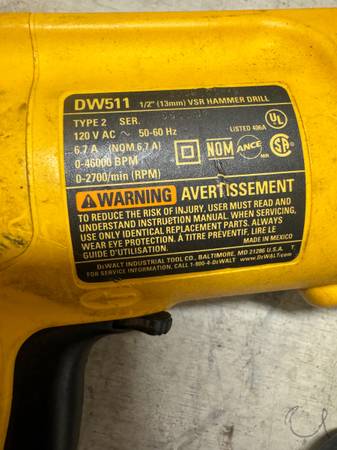 DW511 1/2" (13mm) VSR HAMMER DRILL
TYPE 2 SER.
120 V AC ~ 50-60 Hz
6.7 A (NOM 6,7 A)
0-46000 BPM
0-2700/min (RPM)
UL
LISTED 496A
NOM ANCE MR SA
WARNING AVERTISSEMENT
TO REDUCE THE RISK OF INJURY, USER MUST READ AND
UNDERSTAND INSTRUCTION MANUAL. WHEN SERVICING,
USE ONLY IDENTICAL REPLACEMENT PARTS. ALWAYS
WEAR EYE PROTECTION. À TITRE PRÉVENTIF, LIRE LE
GUIDE D'UTILISATION.
MADE IN MEXICO
DEWALT INDUSTRIAL TOOL CO., BALTIMORE, MD 21286 U.S.A. T
FOR SERVICE INFORMATION, CALL 1-800-4-DEWALT www.DEWALT.com